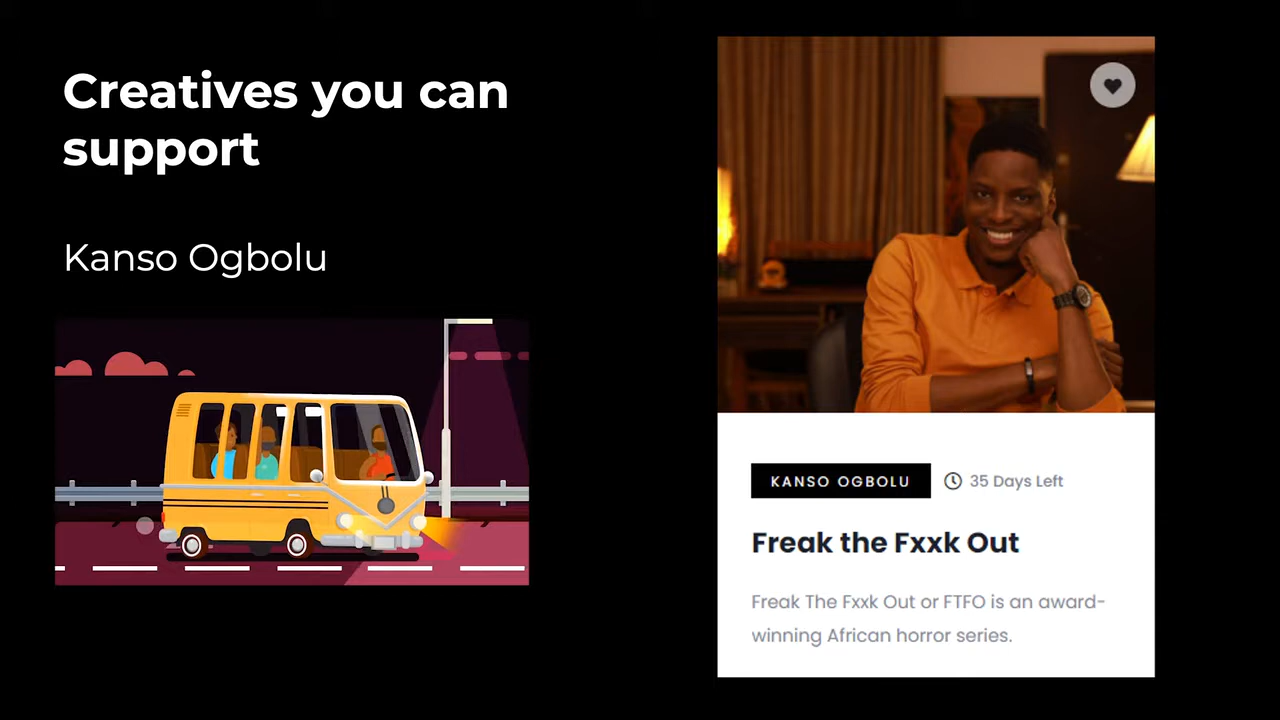 Creatives you can
support
Kanso Ogbolu
KANSO OGBOLU
35 Days Left
Freak the Fxxk Out
Freak The Fxxk Out or FTFO is an award-
winning African horror series.